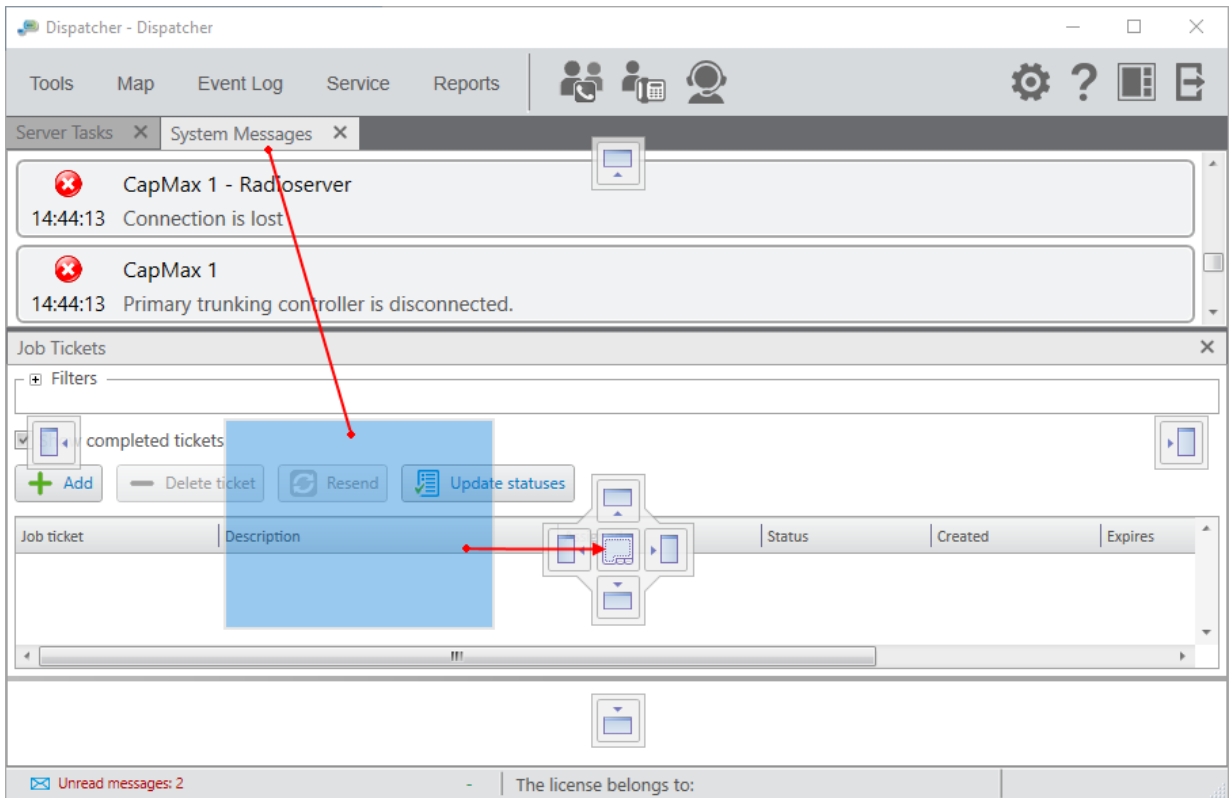 Dispatcher - Dispatcher
Tools Map Event Log Service Reports
Server Tasks System Messages
CapMax 1 - Radioserver
14:44:13 Connection is lost
CapMax 1
14:44:13 Primary trunking controller is disconnected.
Job Tickets
Filters
completed tickets
Add Delete ticket Resend Update statuses
Job ticket Description Status Created Expires
Unread messages: 2 - The license belongs to: